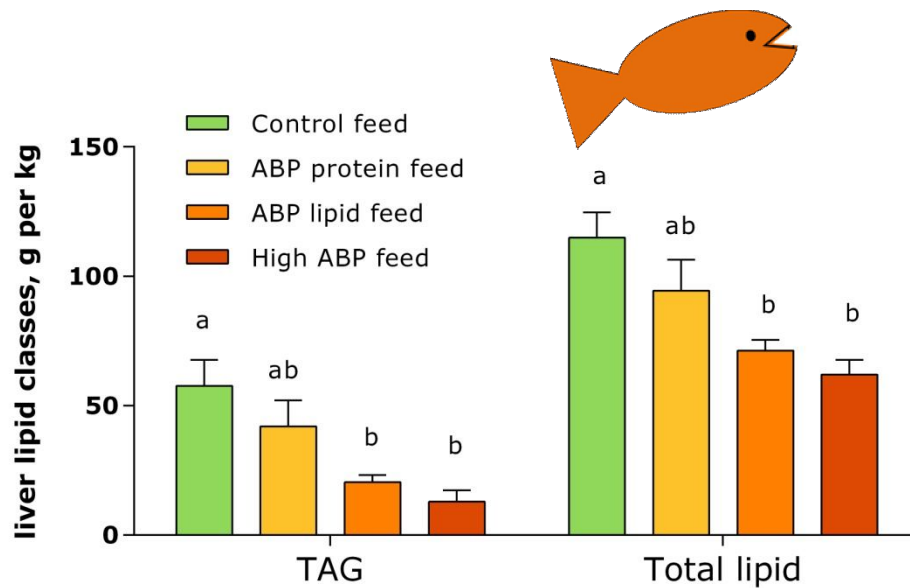 liver lipid classes, g per kg
150
100
50
0
Control feed
ABP protein feed
ABP lipid feed
High ABP feed
a
ab
b
b
a
ab
b
b
TAG
Total lipid